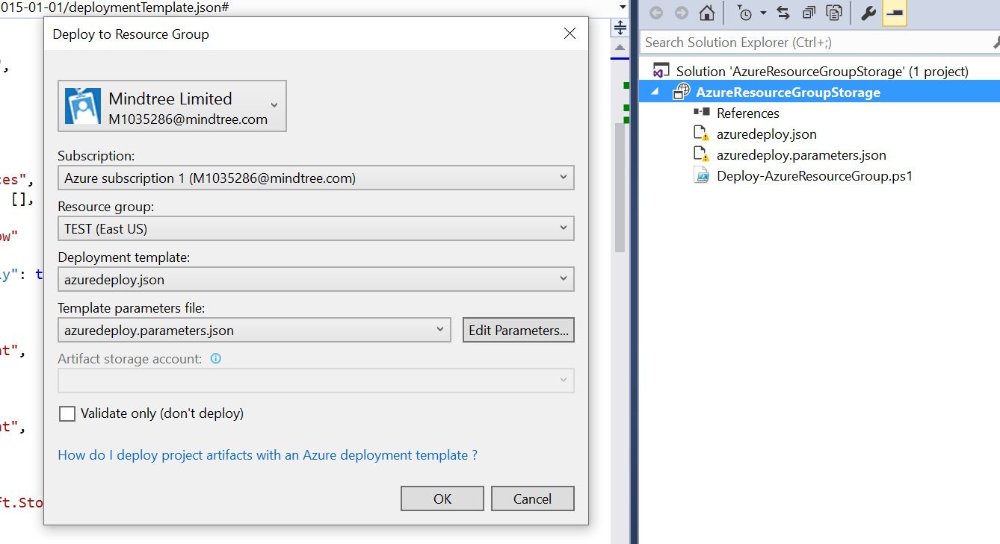 2015-01-01/deploymentTemplate.json#
Deploy to Resource Group
",
Mindtree Limited
M1035286@mindtree.com
Subscription:
Azure subscription 1 (M1035286@mindtree.com)
ces",
[],
Resource group:
TEST (East US)
ow"
Deployment template:
ly": t
azuredeploy.json
Template parameters file:
azuredeploy.parameters.json
Edit Parameters...
nt",
Artifact storage account:
Validate only (don't deploy)
nt",
How do I deploy project artifacts with an Azure deployment template ?
ft.Sto
OK
Cancel
Search Solution Explorer (Ctrl+;)
Solution 'AzureResourceGroupStorage' (1 project)
AzureResourceGroupStorage
References
azuredeploy.json
azuredeploy.parameters.json
Deploy-AzureResourceGroup.ps1